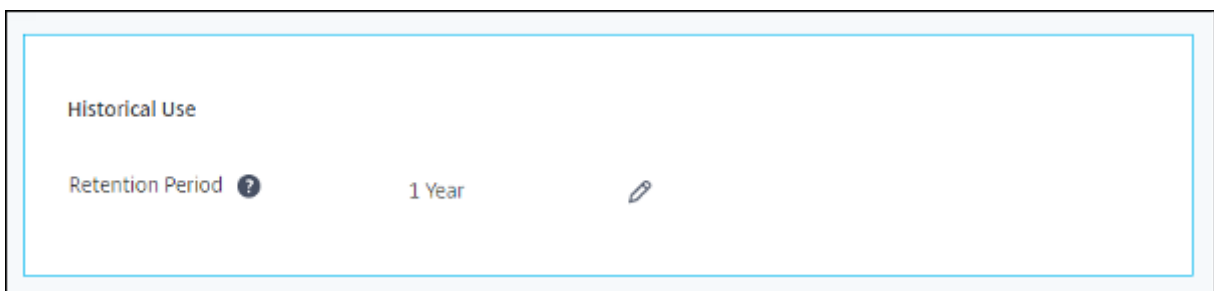 Historical Use
Retention Period ? 1 Year